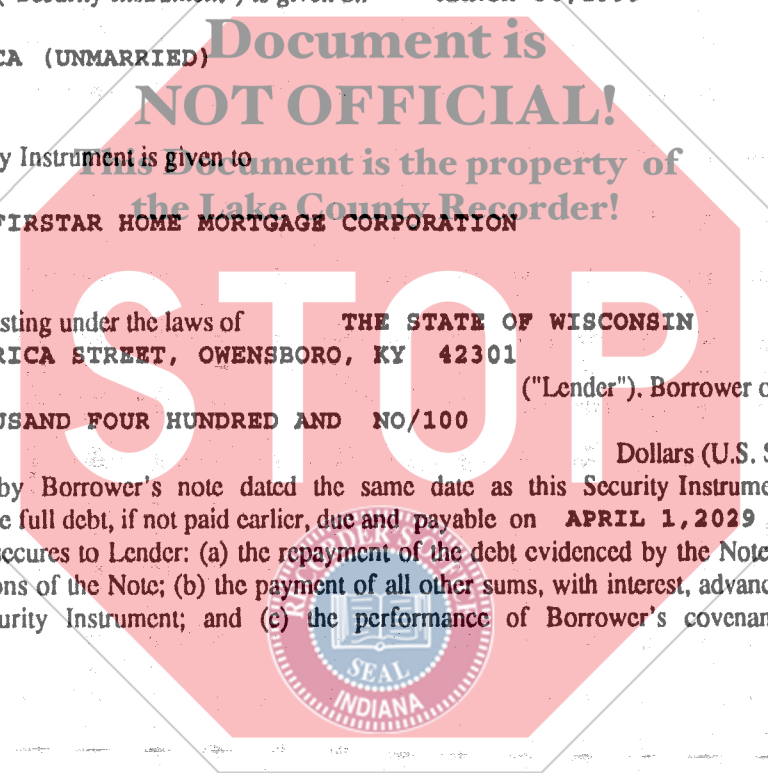 Document is
CA (UNMARRIED)
NOT OFFICIAL!
y Instrument is given to
This Document is the property of
the Lake County Recorder!
FIRSTAR HOME MORTGAGE CORPORATION
STOP
sting under the laws of THE STATE OF WISCONSIN
RICA STREET, OWENSBORO, KY 42301
("Lender"). Borrower o
USAND FOUR HUNDRED AND NO/100
Dollars (U.S. $
by Borrower's note dated the same date as this Security Instrume
e full debt, if not paid earlier, due and payable on APRIL 1,2029
secures to Lender: (a) the repayment of the debt evidenced by the Note
ons of the Note; (b) the payment of all other sums, with interest, advanc
urity Instrument; and (c) the performance of Borrower's covenan
SEAL
INDIANA